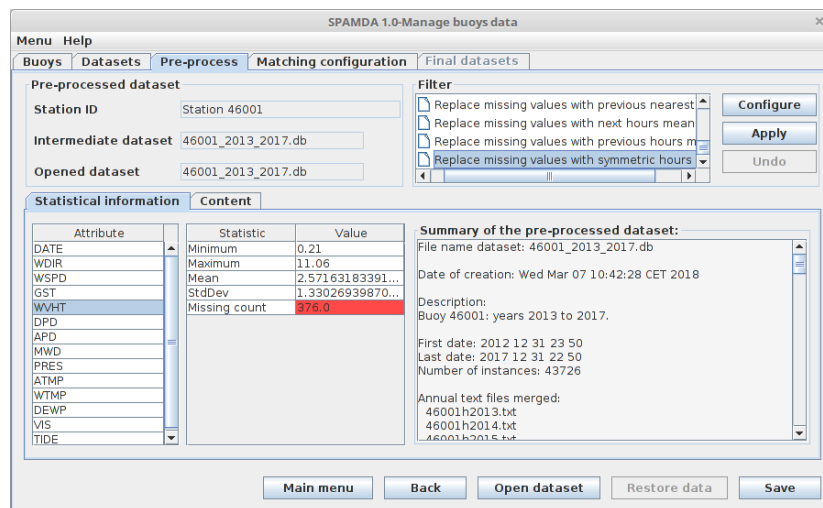 SPAMDA 1.0-Manage buoys data
Menu Help
Buoys Datasets Pre-process Matching configuration Final datasets
Pre-processed dataset
Station ID Station 46001
Intermediate dataset 46001_2013_2017.db
Opened dataset 46001_2013_2017.db
Filter
Replace missing values with previous nearest
Replace missing values with next hours mean
Replace missing values with previous hours m
Replace missing values with symmetric hours
Configure
Apply
Undo
Statistical information Content
Attribute
DATE
WDIR
WSPD
GST
WVHT
DPD
APD
MWD
PRES
ATMP
WTMP
DEWP
VIS
TIDE
Statistic Value
Minimum 0.21
Maximum 11.06
Mean 2.57163183391...
StdDev 1.33026939870...
Missing count 376.0
Summary of the pre-processed dataset:
File name dataset: 46001_2013_2017.db
Date of creation: Wed Mar 07 10:42:28 CET 2018
Description:
Buoy 46001: years 2013 to 2017.
First date: 2012 12 31 23 50
Last date: 2017 12 31 22 50
Number of instances: 43726
Annual text files merged:
46001h2013.txt
46001h2014.txt
46001h2015.txt
Main menu Back Open dataset Restore data Save